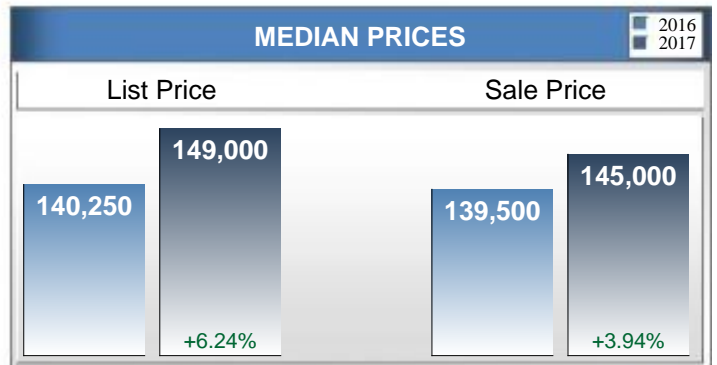 MEDIAN PRICES
2016
2017
List Price
Sale Price
140,250
149,000
+6.24%
139,500
145,000
+3.94%